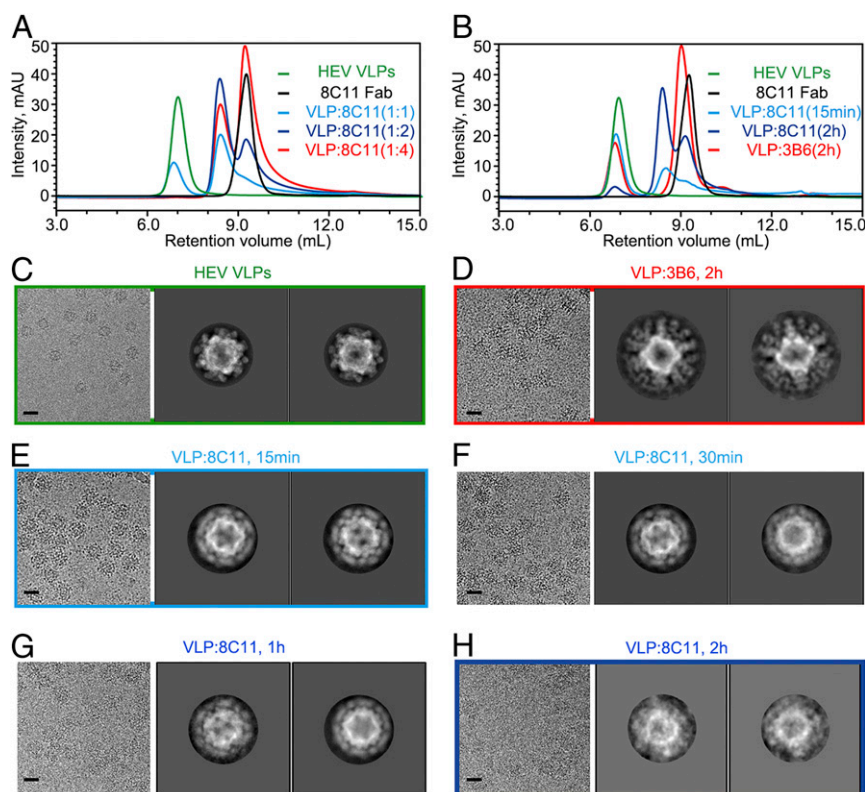 A
50
40
30
20
10
0
Intensity, mAU
HEV VLPs
8C11 Fab
VLP:8C11(1:1)
VLP:8C11(1:2)
VLP:8C11(1:4)
3.0 6.0 9.0 12.0 15.0
Retention volume (mL)
B
50
40
30
20
10
0
Intensity, mAU
HEV VLPs
8C11 Fab
VLP:8C11(15min)
VLP:8C11(2h)
VLP:3B6(2h)
3.0 6.0 9.0 12.0 15.0
Retention volume (mL)
C
HEV VLPs
D
VLP:3B6, 2h
E
VLP:8C11, 15min
F
VLP:8C11, 30min
G
VLP:8C11, 1h
H
VLP:8C11, 2h